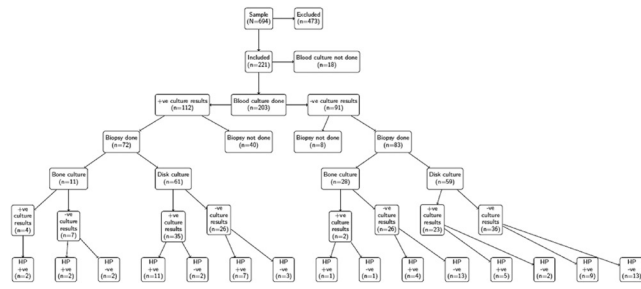 Sample
(N=694)
Excluded
(n=473)
Included
(n=221)
Blood culture not done
(n=18)
+ve culture results
(n=112)
Blood culture done
(n=203)
-ve culture results
(n=91)
Biopsy done
(n=72)
Biopsy not done
(n=40)
Biopsy not done
(n=8)
Biopsy done
(n=83)
Bone culture
(n=11)
Disk culture
(n=61)
Bone culture
(n=28)
Disk culture
(n=59)
+ve
culture
results
(n=4)
-ve
culture
results
(n=7)
+ve
culture
results
(n=35)
-ve
culture
results
(n=26)
+ve
culture
results
(n=2)
-ve
culture
results
(n=26)
+ve
culture
results
(n=23)
-ve
culture
results
(n=36)
HP
+ve
(n=2)
HP
+ve
(n=2)
HP
-ve
(n=2)
HP
+ve
(n=11)
HP
-ve
(n=2)
HP
+ve
(n=7)
HP
-ve
(n=3)
HP
+ve
(n=1)
HP
-ve
(n=1)
HP
+ve
(n=4)
HP
-ve
(n=13)
HP
+ve
(n=5)
HP
-ve
(n=2)
HP
+ve
(n=9)
HP
-ve
(n=13)